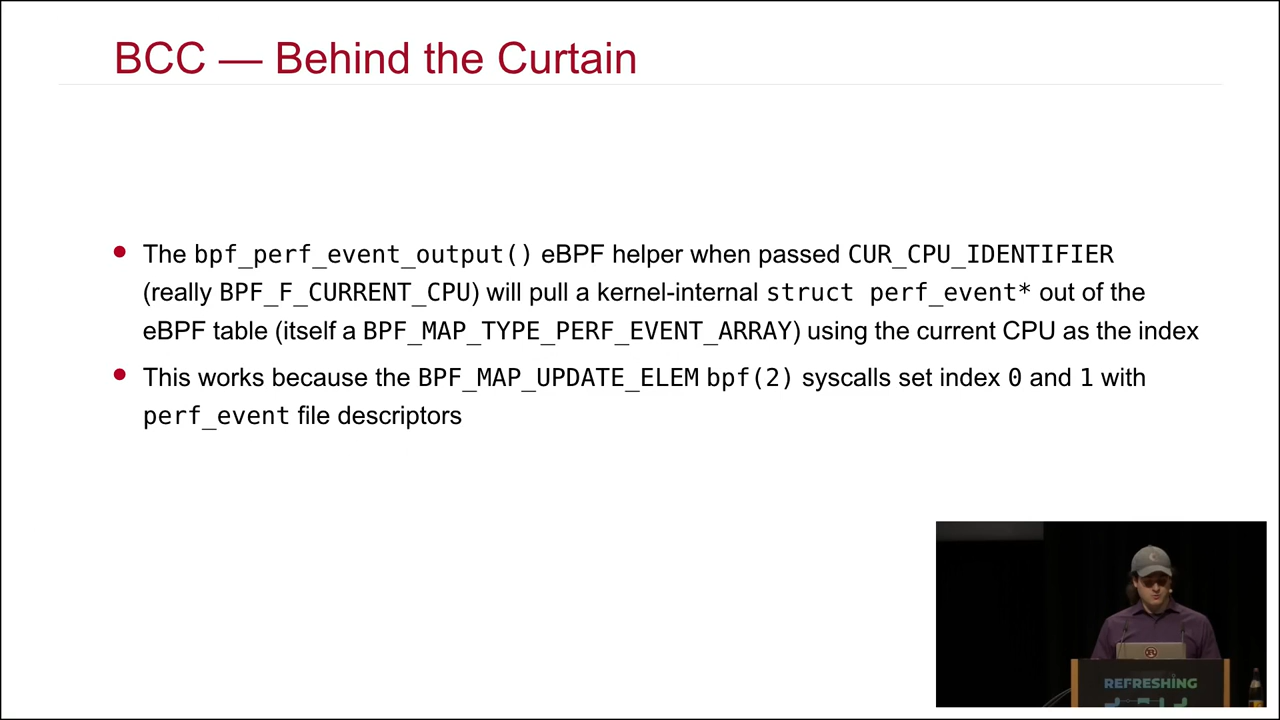 BCC — Behind the Curtain
The bpf_perf_event_output() eBPF helper when passed CUR_CPU_IDENTIFIER
(really BPF_F_CURRENT_CPU) will pull a kernel-internal struct perf_event* out of the
eBPF table (itself a BPF_MAP_TYPE_PERF_EVENT_ARRAY) using the current CPU as the index
This works because the BPF_MAP_UPDATE_ELEM bpf(2) syscalls set index 0 and 1 with
perf_event file descriptors
REFRESHING